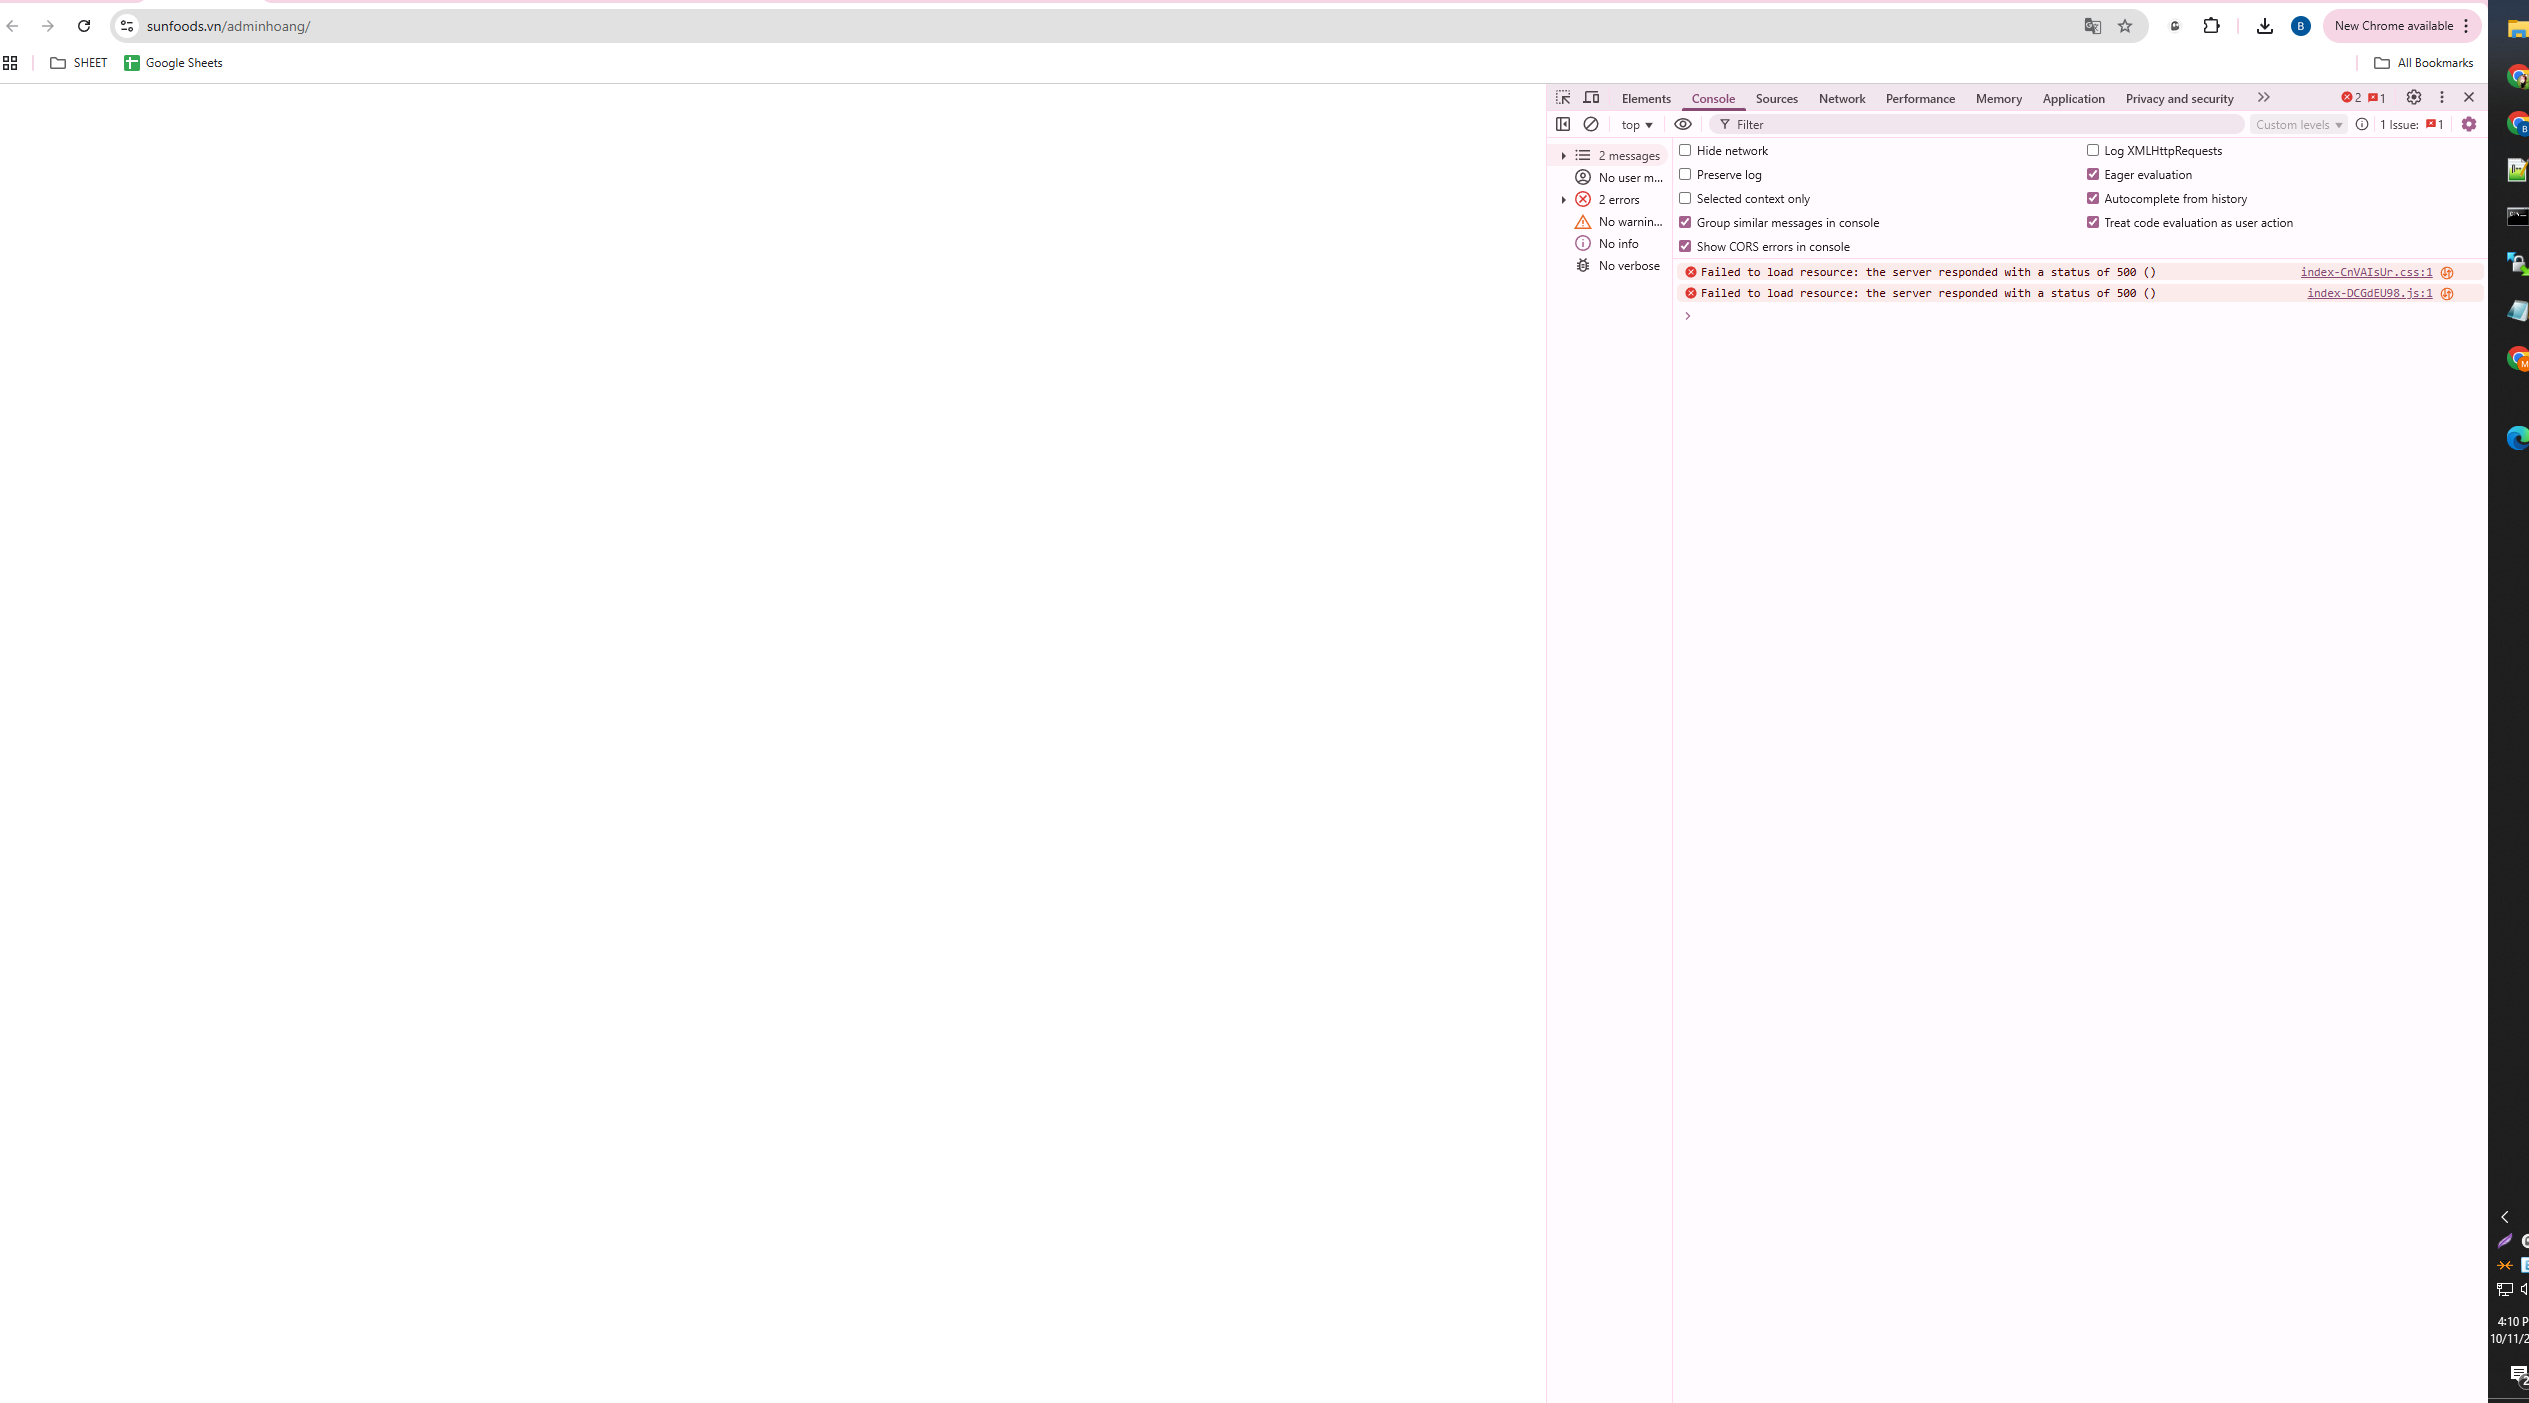 sunfoods.vn/adminhoang/
B
New Chrome available
SHEET
Google Sheets
All Bookmarks
Elements
Console
Sources
Network
Performance
Memory
Application
Privacy and security
2
1
top
Filter
Custom levels
1 Issue:
1
2 messages
No user m...
2 errors
No warnin...
No info
No verbose
Hide network
Log XMLHttpRequests
Preserve log
Eager evaluation
Selected context only
Autocomplete from history
Group similar messages in console
Treat code evaluation as user action
Show CORS errors in console
Failed to load resource: the server responded with a status of 500 ()
index-CnVAIsUr.css:1
Failed to load resource: the server responded with a status of 500 ()
index-DCGdEU98.js:1
4:10 P
10/11/2
2